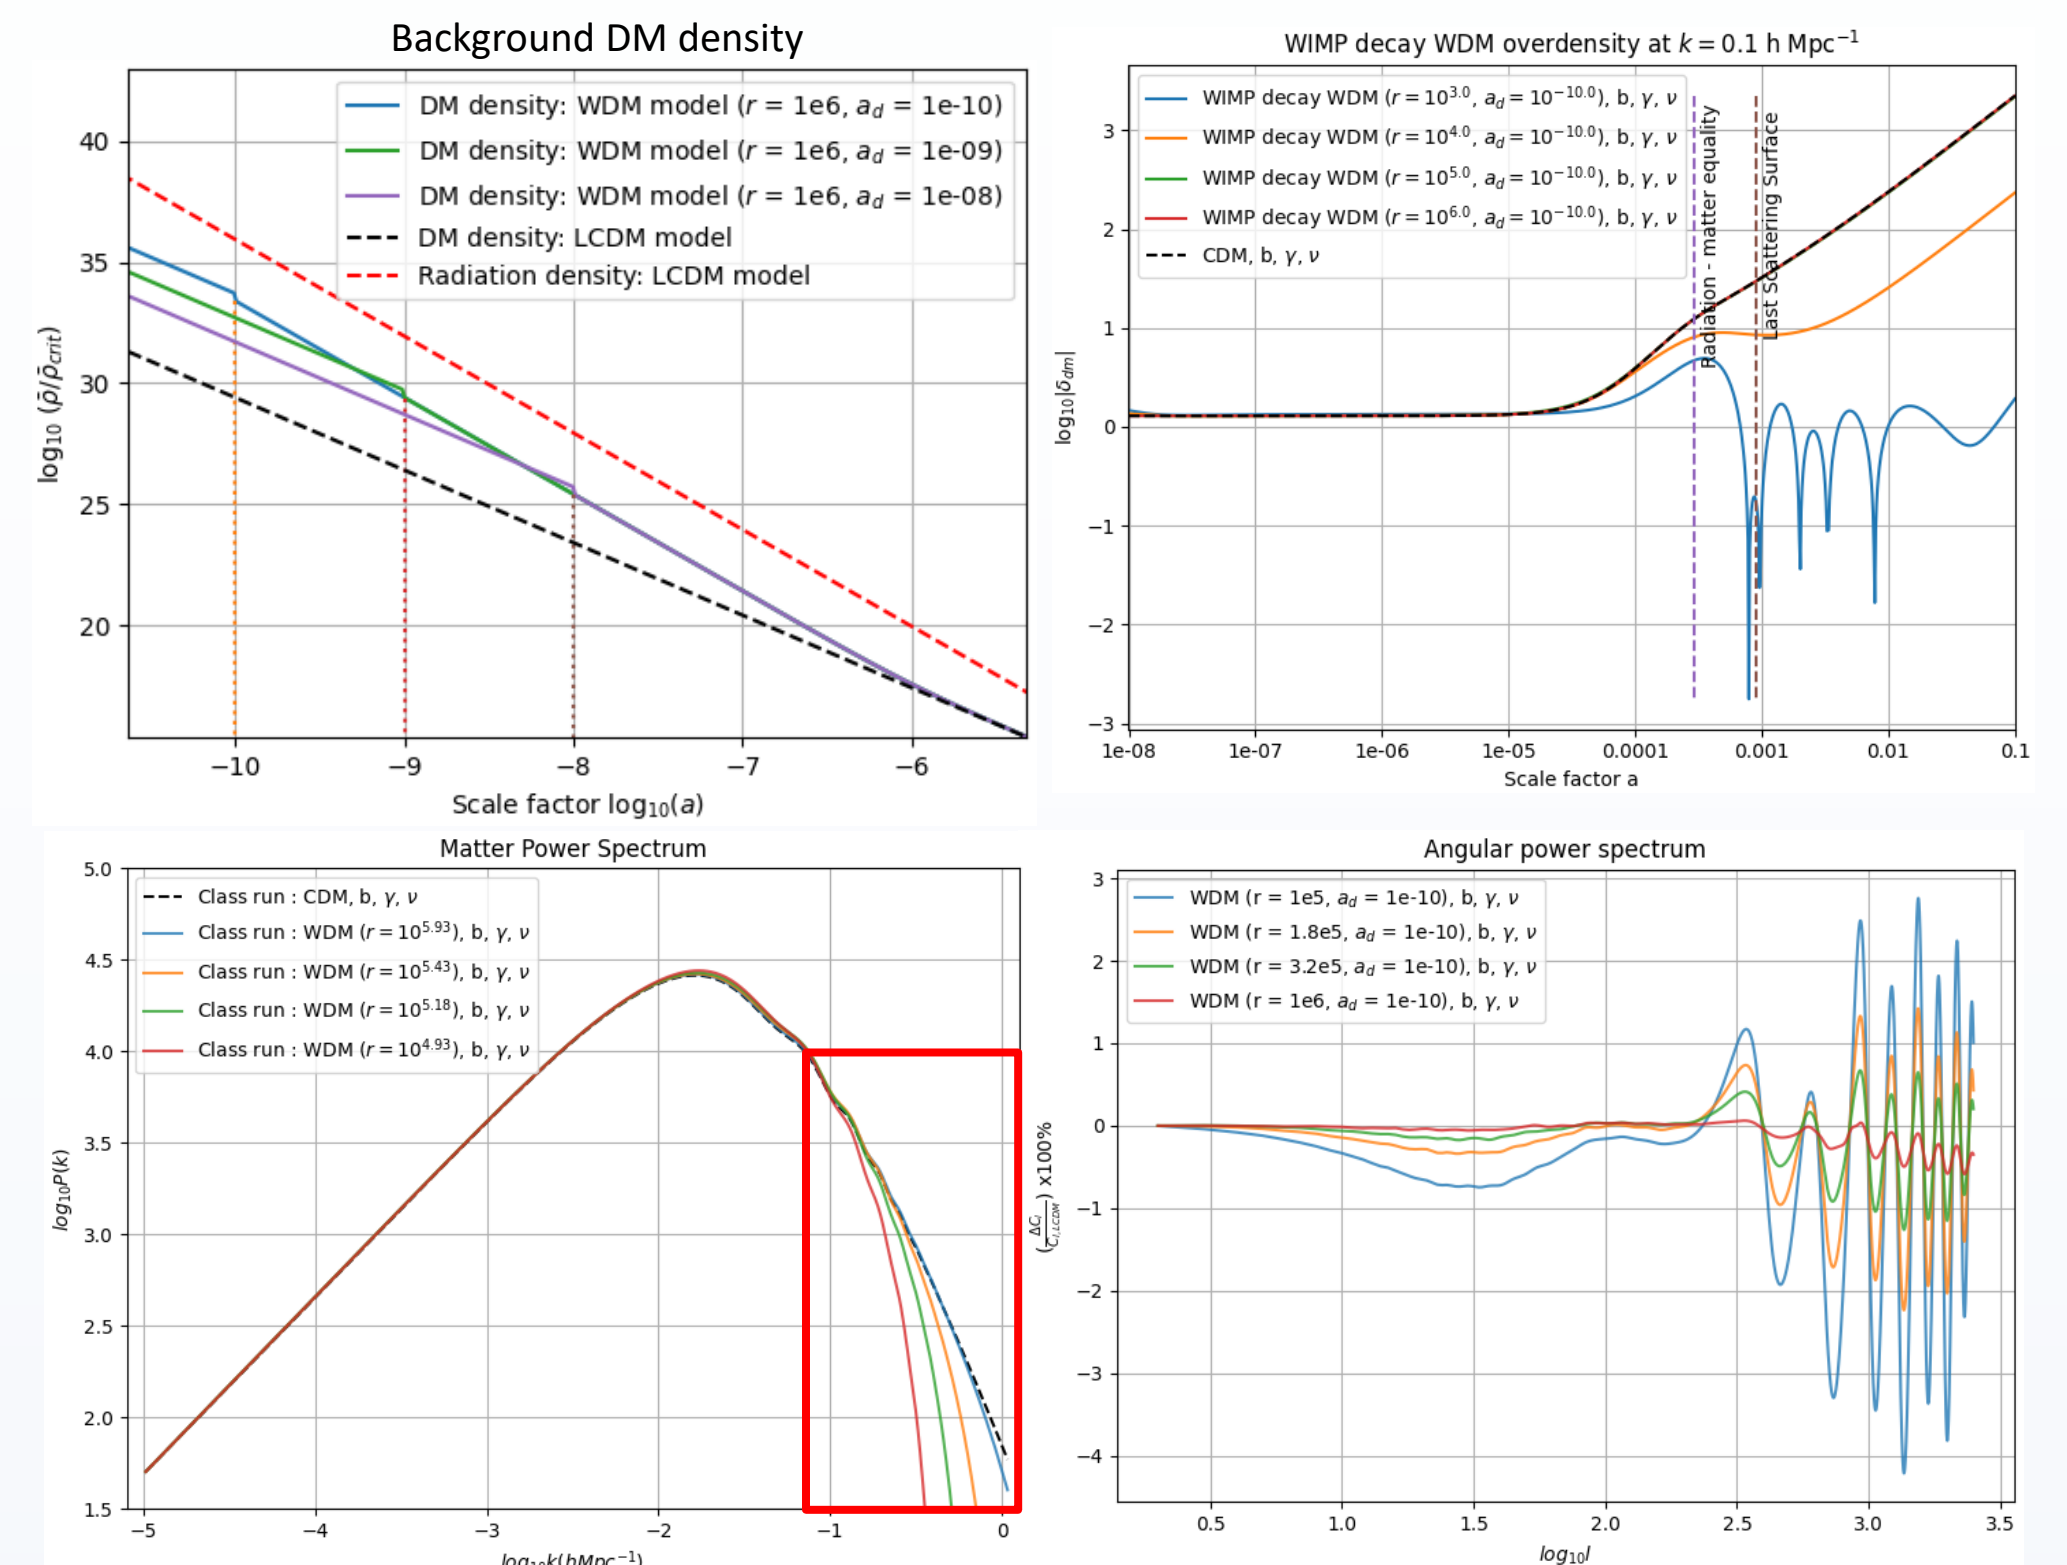 Background DM density
DM density: WDM model (r = 1e6, a_d = 1e-10)
DM density: WDM model (r = 1e6, a_d = 1e-09)
DM density: WDM model (r = 1e6, a_d = 1e-08)
DM density: LCDM model
Radiation density: LCDM model
log₁₀ (ρ̄/ρ̄_crit)
40
35
30
25
20
−10 −9 −8 −7 −6
Scale factor log₁₀(a)
WIMP decay WDM overdensity at k = 0.1 h Mpc⁻¹
WIMP decay WDM (r = 10^3.0, a_d = 10^−10.0), b, γ, ν
WIMP decay WDM (r = 10^4.0, a_d = 10^−10.0), b, γ, ν
WIMP decay WDM (r = 10^5.0, a_d = 10^−10.0), b, γ, ν
WIMP decay WDM (r = 10^6.0, a_d = 10^−10.0), b, γ, ν
CDM, b, γ, ν
Radiation - matter equality
Last Scattering Surface
log₁₀|δ_dm|
3
2
1
0
−1
−2
−3
1e-08 1e-07 1e-06 1e-05 0.0001 0.001 0.01 0.1
Scale factor a
Matter Power Spectrum
Class run : CDM, b, γ, ν
Class run : WDM (r = 10^5.93), b, γ, ν
Class run : WDM (r = 10^5.43), b, γ, ν
Class run : WDM (r = 10^5.18), b, γ, ν
Class run : WDM (r = 10^4.93), b, γ, ν
log₁₀P(k)
5.0
4.5
4.0
3.5
3.0
2.5
2.0
1.5
−5 −4 −3 −2 −1 0
log₁₀k(hMpc⁻¹)
Angular power spectrum
WDM (r = 1e5, a_d = 1e-10), b, γ, ν
WDM (r = 1.8e5, a_d = 1e-10), b, γ, ν
WDM (r = 3.2e5, a_d = 1e-10), b, γ, ν
WDM (r = 1e6, a_d = 1e-10), b, γ, ν
(ΔC_l/C_l,LCDM) x100%
3
2
1
0
−1
−2
−3
−4
0.5 1.0 1.5 2.0 2.5 3.0 3.5
log₁₀l